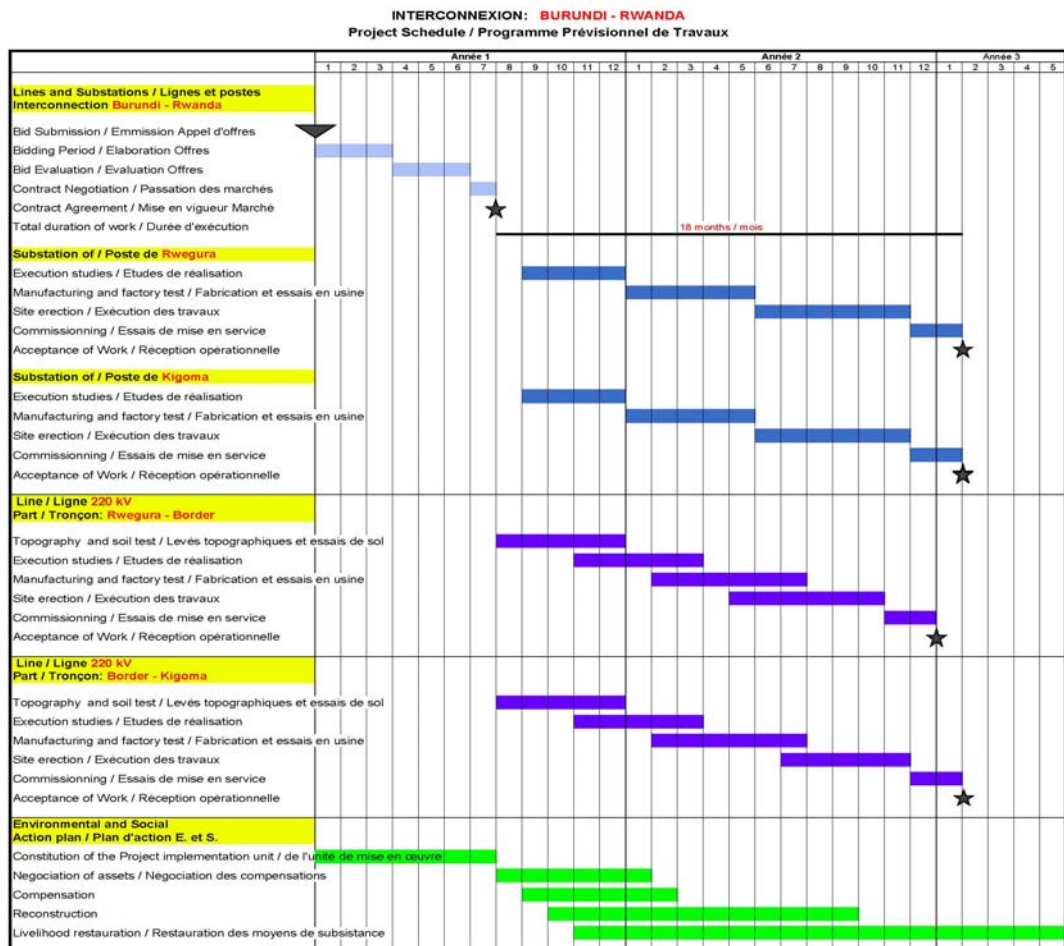 INTERCONNEXION: BURUNDI - RWANDA
Project Schedule / Programme Prévisionnel de Travaux
Année 1 Année 2 Année 3
1 2 3 4 5 6 7 8 9 10 11 12 1 2 3 4 5 6 7 8 9 10 11 12 1 2 3 4 5
Lines and Substations / Lignes et postes
Interconnection Burundi - Rwanda
Bid Submission / Emmission Appel d'offres
Bidding Period / Elaboration Offres
Bid Evaluation / Evaluation Offres
Contract Negotiation / Passation des marchés
Contract Agreement / Mise en vigueur Marché
Total duration of work / Durée d'exécution 18 months / mois
Substation of / Poste de Rwegura
Execution studies / Etudes de réalisation
Manufacturing and factory test / Fabrication et essais en usine
Site erection / Exécution des travaux
Commissionning / Essais de mise en service
Acceptance of Work / Réception opérationnelle
Substation of / Poste de Kigoma
Execution studies / Etudes de réalisation
Manufacturing and factory test / Fabrication et essais en usine
Site erection / Exécution des travaux
Commissionning / Essais de mise en service
Acceptance of Work / Réception opérationnelle
Line / Ligne 220 kV
Part / Tronçon: Rwegura - Border
Topography and soil test / Levés topographiques et essais de sol
Execution studies / Etudes de réalisation
Manufacturing and factory test / Fabrication et essais en usine
Site erection / Exécution des travaux
Commissionning / Essais de mise en service
Acceptance of Work / Réception opérationnelle
Line / Ligne 220 kV
Part / Tronçon: Border - Kigoma
Topography and soil test / Levés topographiques et essais de sol
Execution studies / Etudes de réalisation
Manufacturing and factory test / Fabrication et essais en usine
Site erection / Exécution des travaux
Commissionning / Essais de mise en service
Acceptance of Work / Réception opérationnelle
Environmental and Social
Action plan / Plan d'action E. et S.
Constitution of the Project implementation unit / de l'unité de mise en œuvre
Negociation of assets / Négociation des compensations
Compensation
Reconstruction
Livelihood restauration / Restauration des moyens de subsistance